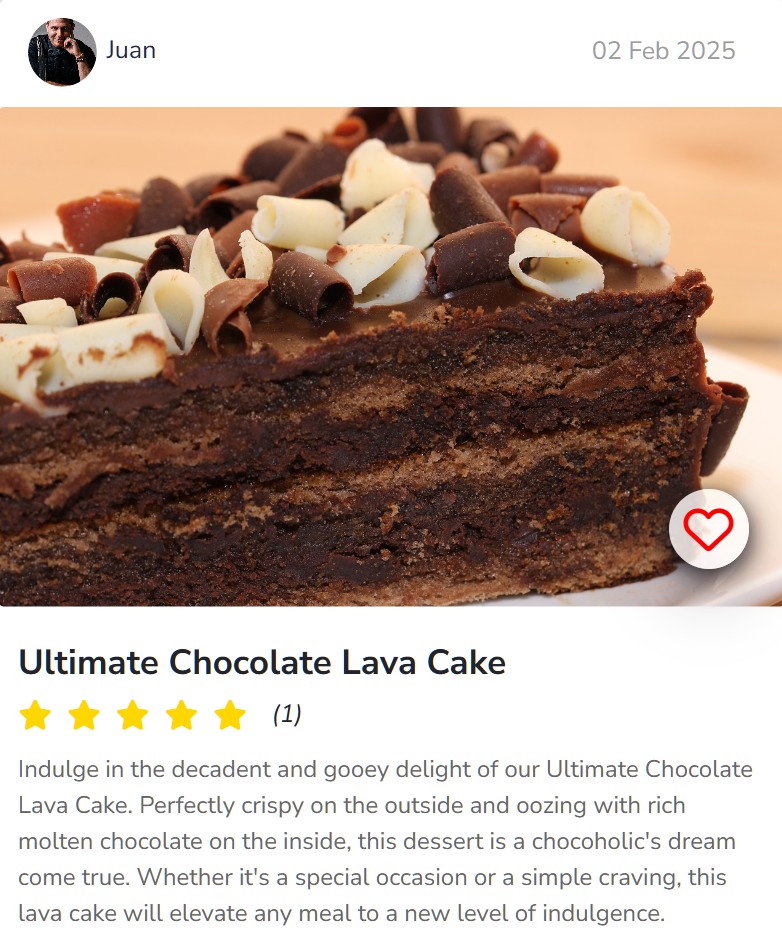 Juan
02 Feb 2025
Ultimate Chocolate Lava Cake
(1)
Indulge in the decadent and gooey delight of our Ultimate Chocolate
Lava Cake. Perfectly crispy on the outside and oozing with rich
molten chocolate on the inside, this dessert is a chocoholic's dream
come true. Whether it's a special occasion or a simple craving, this
lava cake will elevate any meal to a new level of indulgence.